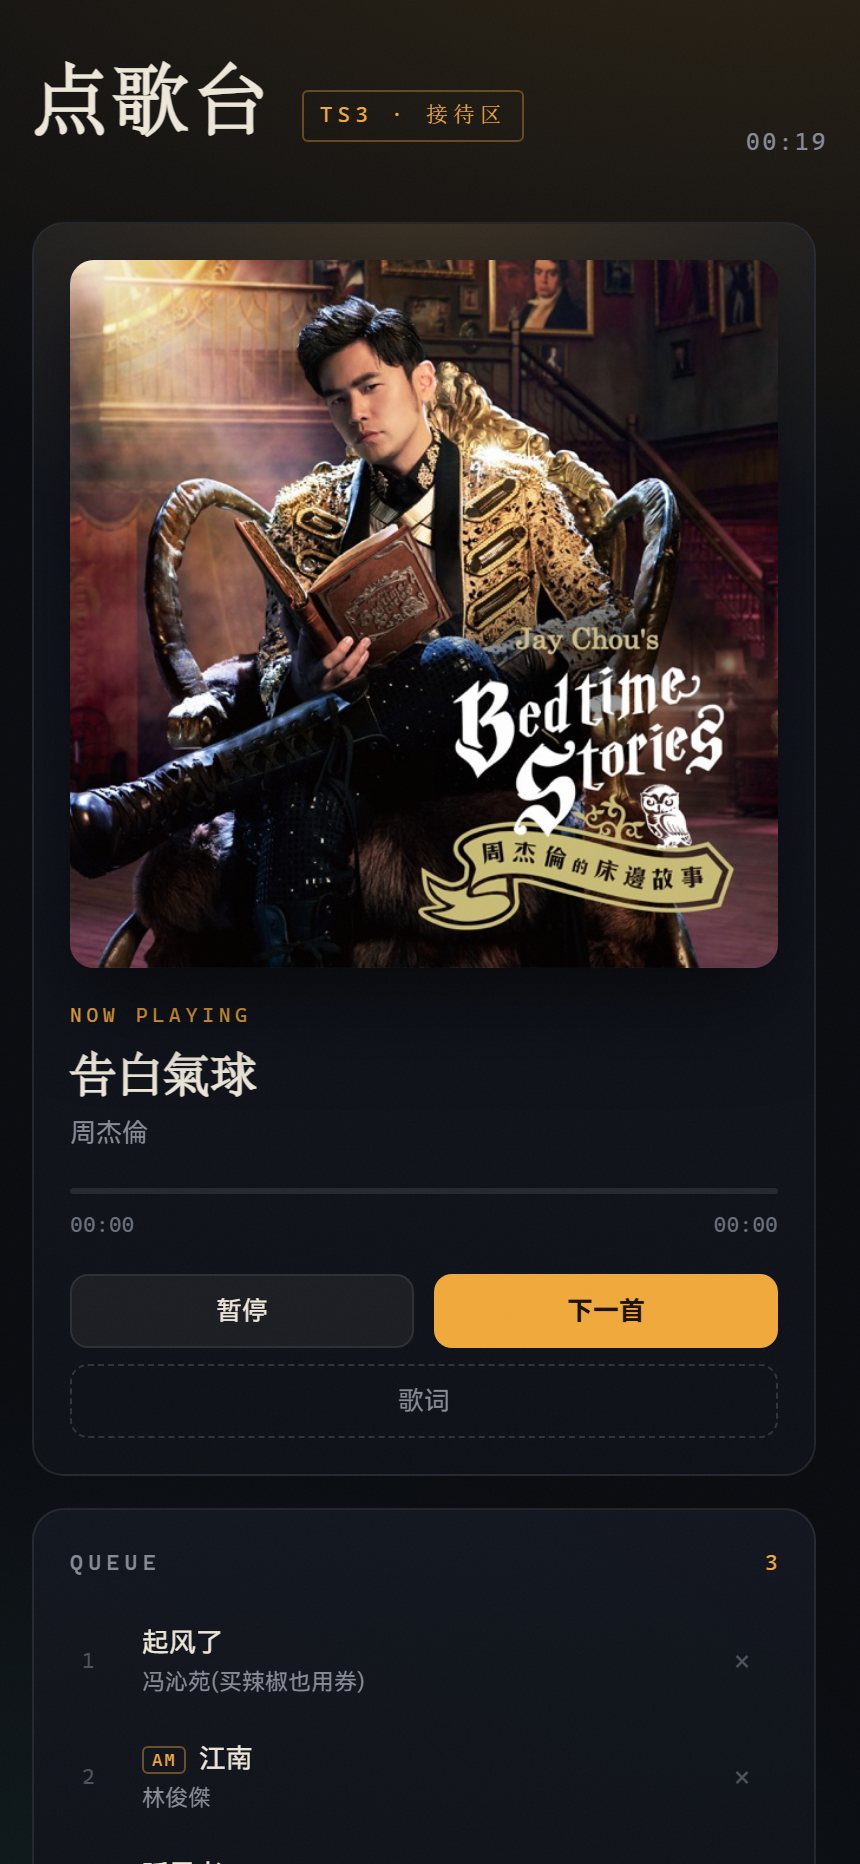 点歌台
TS3 · 接待区
00:19
Jay Chou's
Bedtime
Stories
周杰倫的床邊故事
NOW PLAYING
告白氣球
周杰倫
00:00 00:00
暂停 下一首
歌词
QUEUE 3
1 起风了 ×
冯沁苑(买辣椒也用券)
2 AM 江南 ×
林俊傑